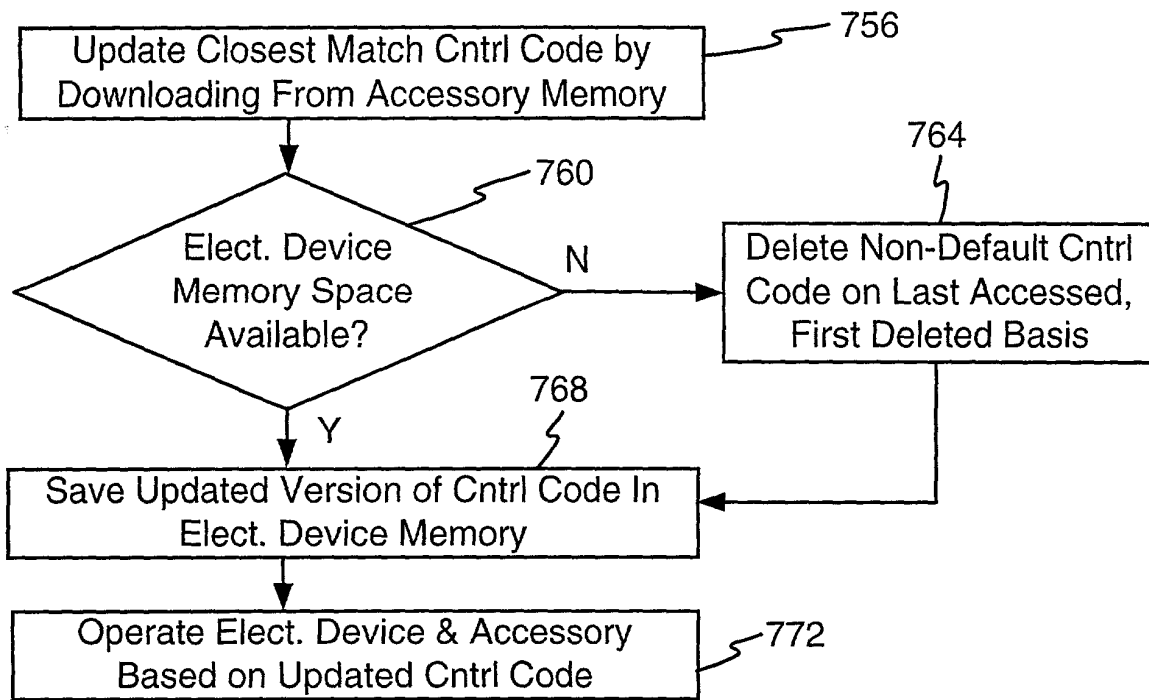 756
Update Closest Match Cntrl Code by
Downloading From Accessory Memory
760
764
Elect. Device
Memory Space
Available?
N
Delete Non-Default Cntrl
Code on Last Accessed,
First Deleted Basis
Y
768
Save Updated Version of Cntrl Code In
Elect. Device Memory
Operate Elect. Device & Accessory
Based on Updated Cntrl Code
772